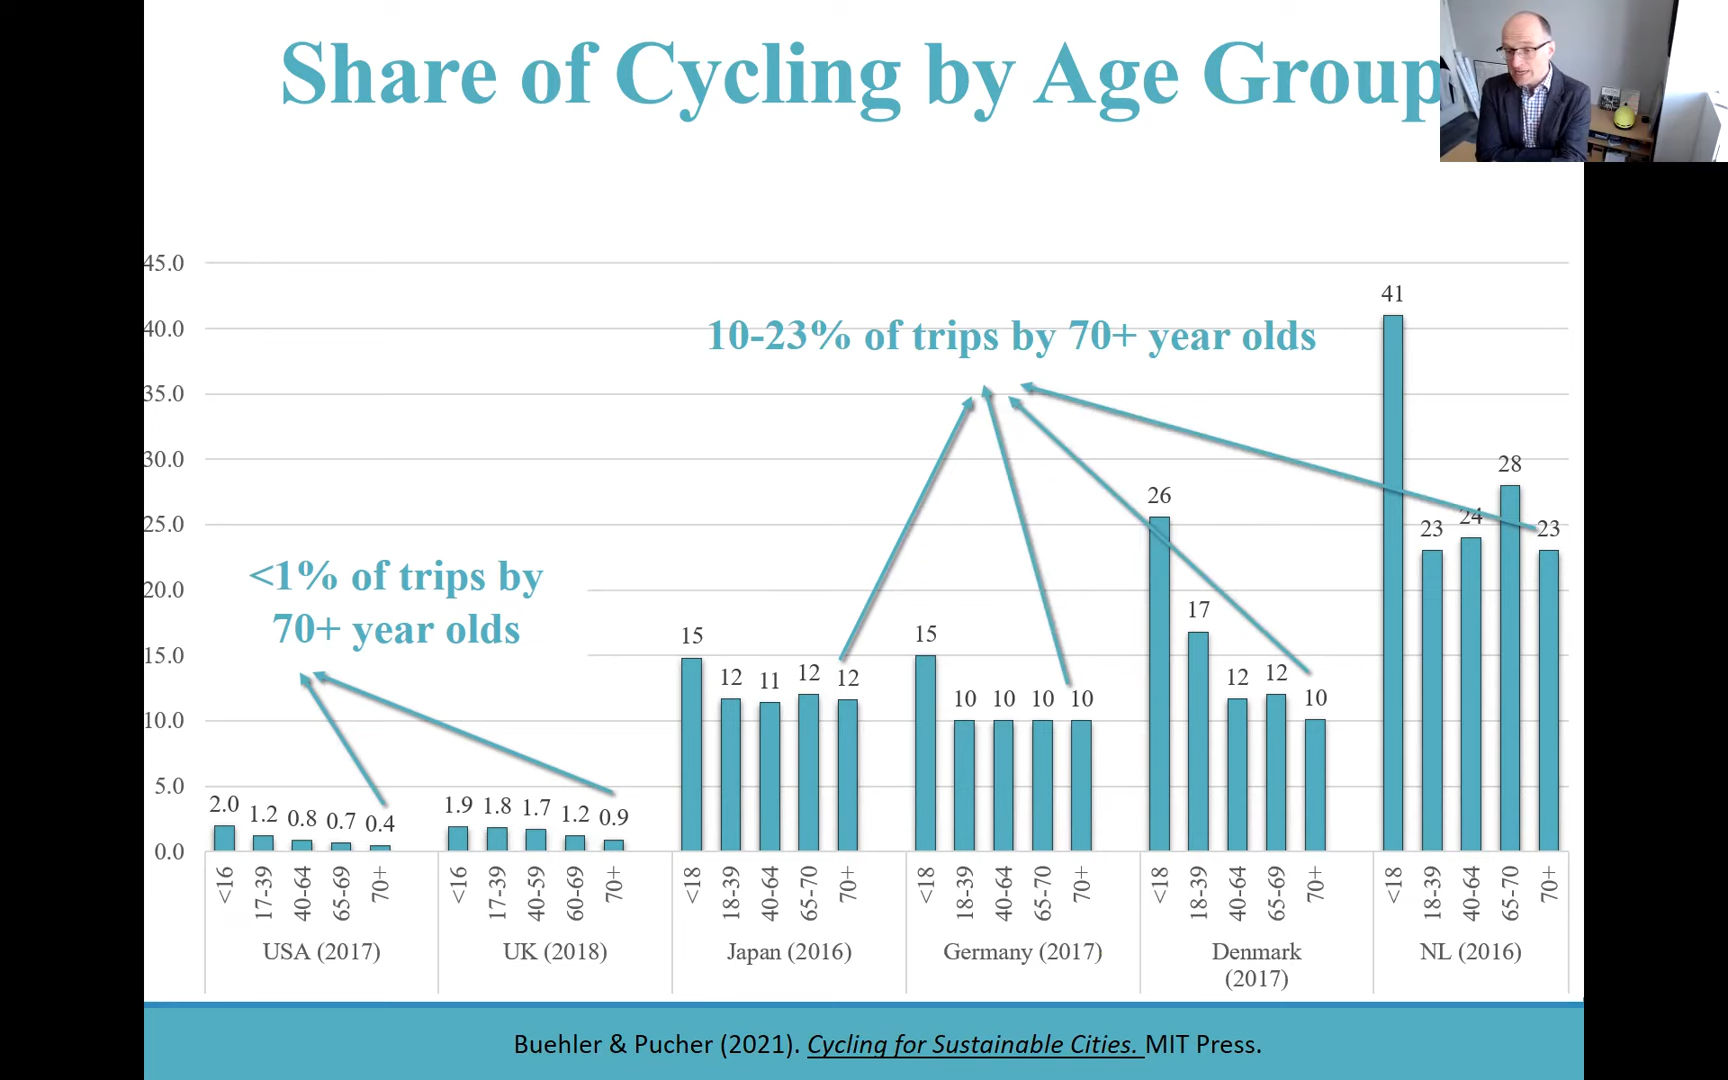 Share of Cycling by Age Group
45.0
40.0
35.0
30.0
25.0
20.0
15.0
10.0
5.0
0.0
10-23% of trips by 70+ year olds
<1% of trips by
70+ year olds
2.0 1.2 0.8 0.7 0.4
1.9 1.8 1.7 1.2 0.9
15 12 11 12 12
15 10 10 10 10
26 17 12 12 10
41 23 24 28 23
<16 17-39 40-64 65-69 70+
<16 17-39 40-59 60-69 70+
<18 18-39 40-64 65-70 70+
<18 18-39 40-64 65-70 70+
<18 18-39 40-64 65-69 70+
<18 18-39 40-64 65-70 70+
USA (2017)
UK (2018)
Japan (2016)
Germany (2017)
Denmark
(2017)
NL (2016)
Buehler & Pucher (2021). Cycling for Sustainable Cities. MIT Press.